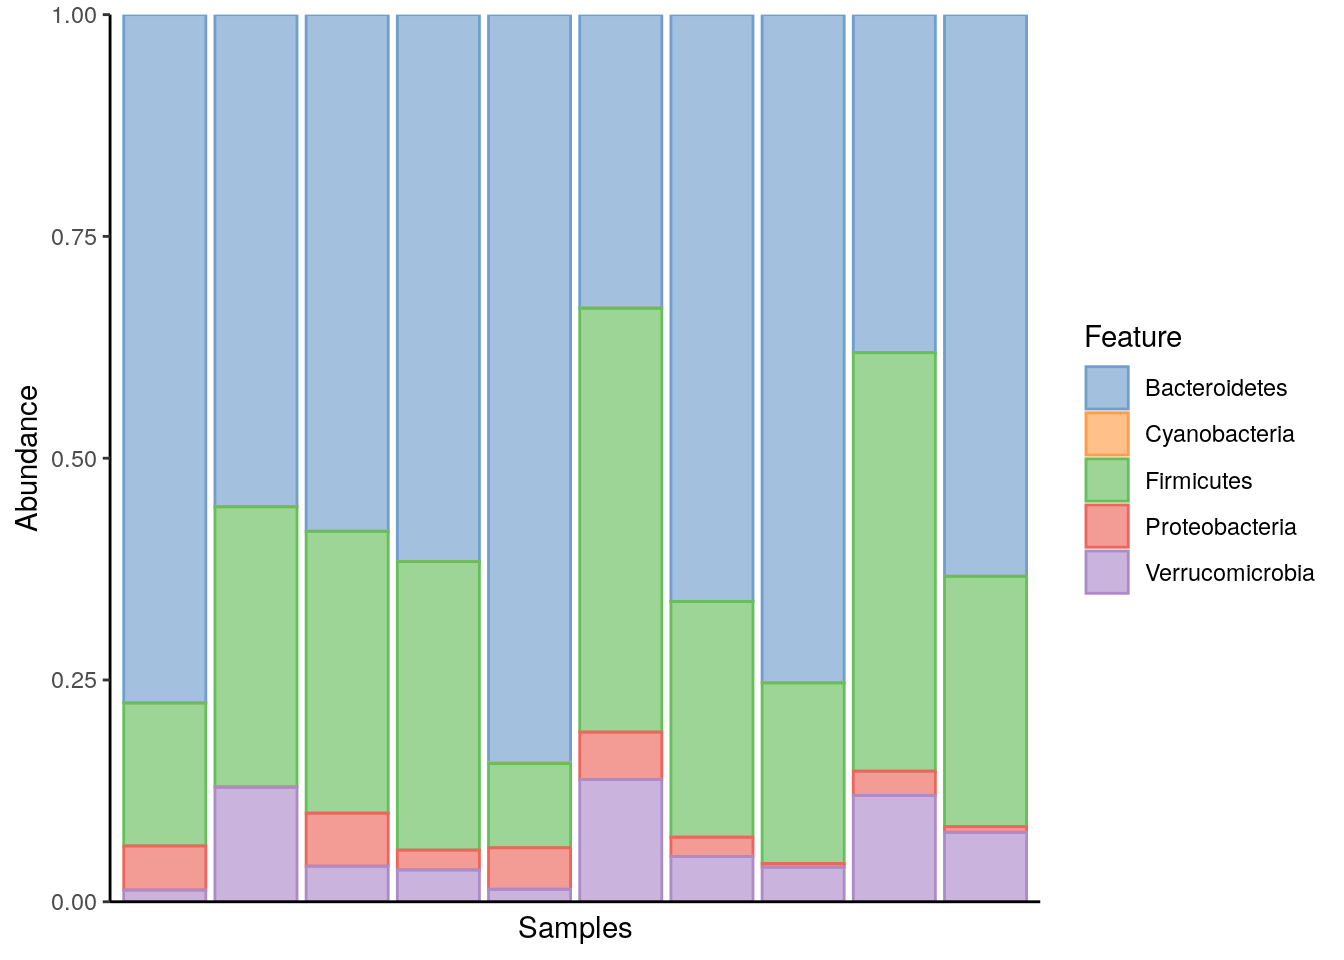 1.00
0.75
0.50
0.25
0.00
Abundance
Samples
Feature
Bacteroidetes
Cyanobacteria
Firmicutes
Proteobacteria
Verrucomicrobia